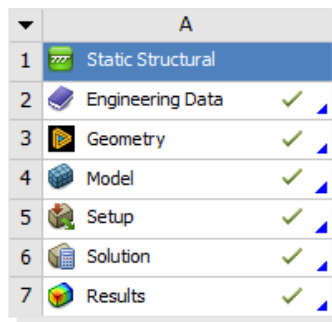 A
1 Static Structural
2 Engineering Data
3 Geometry
4 Model
5 Setup
6 Solution
7 Results